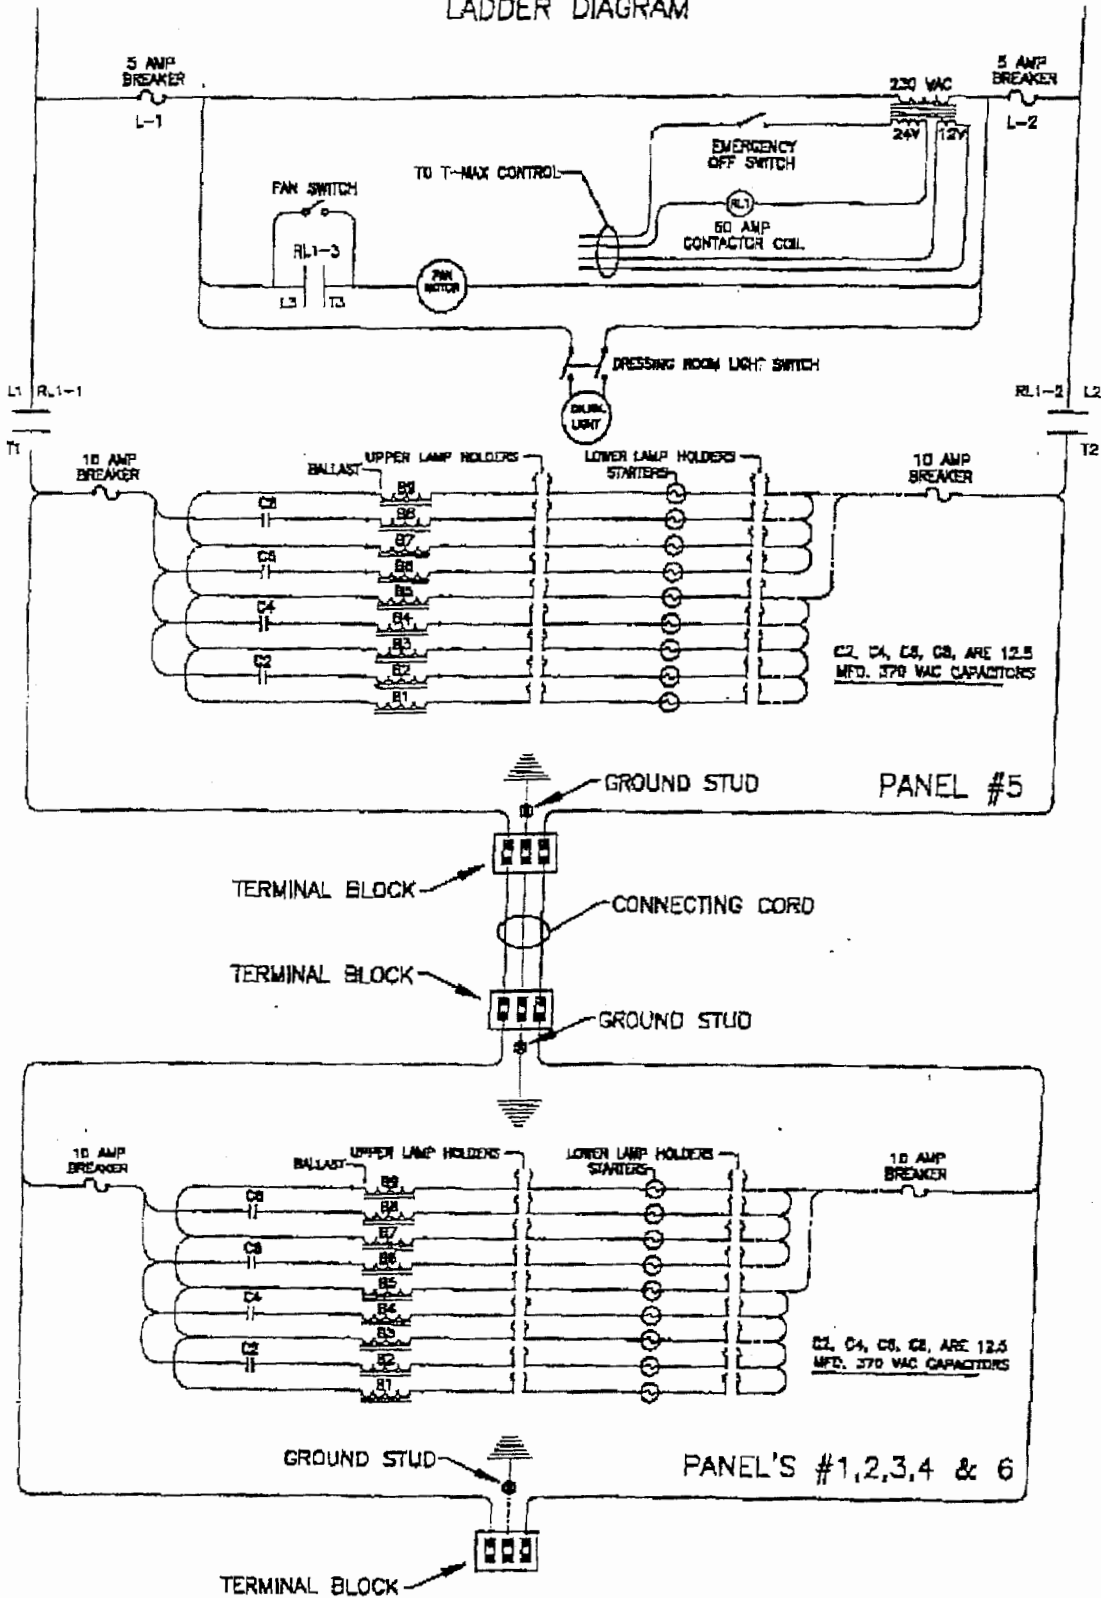 LADDER DIAGRAM
5 AMP
BREAKER
L-1
5 AMP
BREAKER
L-2
230 VAC
24V
12V
EMERGENCY
OFF SWITCH
TO T-MAX CONTROL
FAN SWITCH
RL1
60 AMP
CONTACTOR COIL
RL1-3
L3
T3
FAN
MOTOR
DRESSING ROOM LIGHT SWITCH
LIGHT
L1
RL1-1
T1
RL1-2
L2
T2
10 AMP
BREAKER
BALLAST
UPPER LAMP HOLDERS
LOWER LAMP HOLDERS
STARTERS
10 AMP
BREAKER
B9
C8
B8
B7
C6
B6
B5
C4
B4
B3
C2
B2
B1
C2, C4, C6, C8, ARE 12.5
MFD. 370 VAC CAPACITORS
GROUND STUD
PANEL #5
TERMINAL BLOCK
CONNECTING CORD
TERMINAL BLOCK
GROUND STUD
10 AMP
BREAKER
BALLAST
UPPER LAMP HOLDERS
LOWER LAMP HOLDERS
STARTERS
10 AMP
BREAKER
B9
C8
B8
B7
C6
B6
B5
C4
B4
B3
C2
B2
B1
C2, C4, C6, C8, ARE 12.5
MFD. 370 VAC CAPACITORS
GROUND STUD
PANEL'S #1,2,3,4 & 6
TERMINAL BLOCK